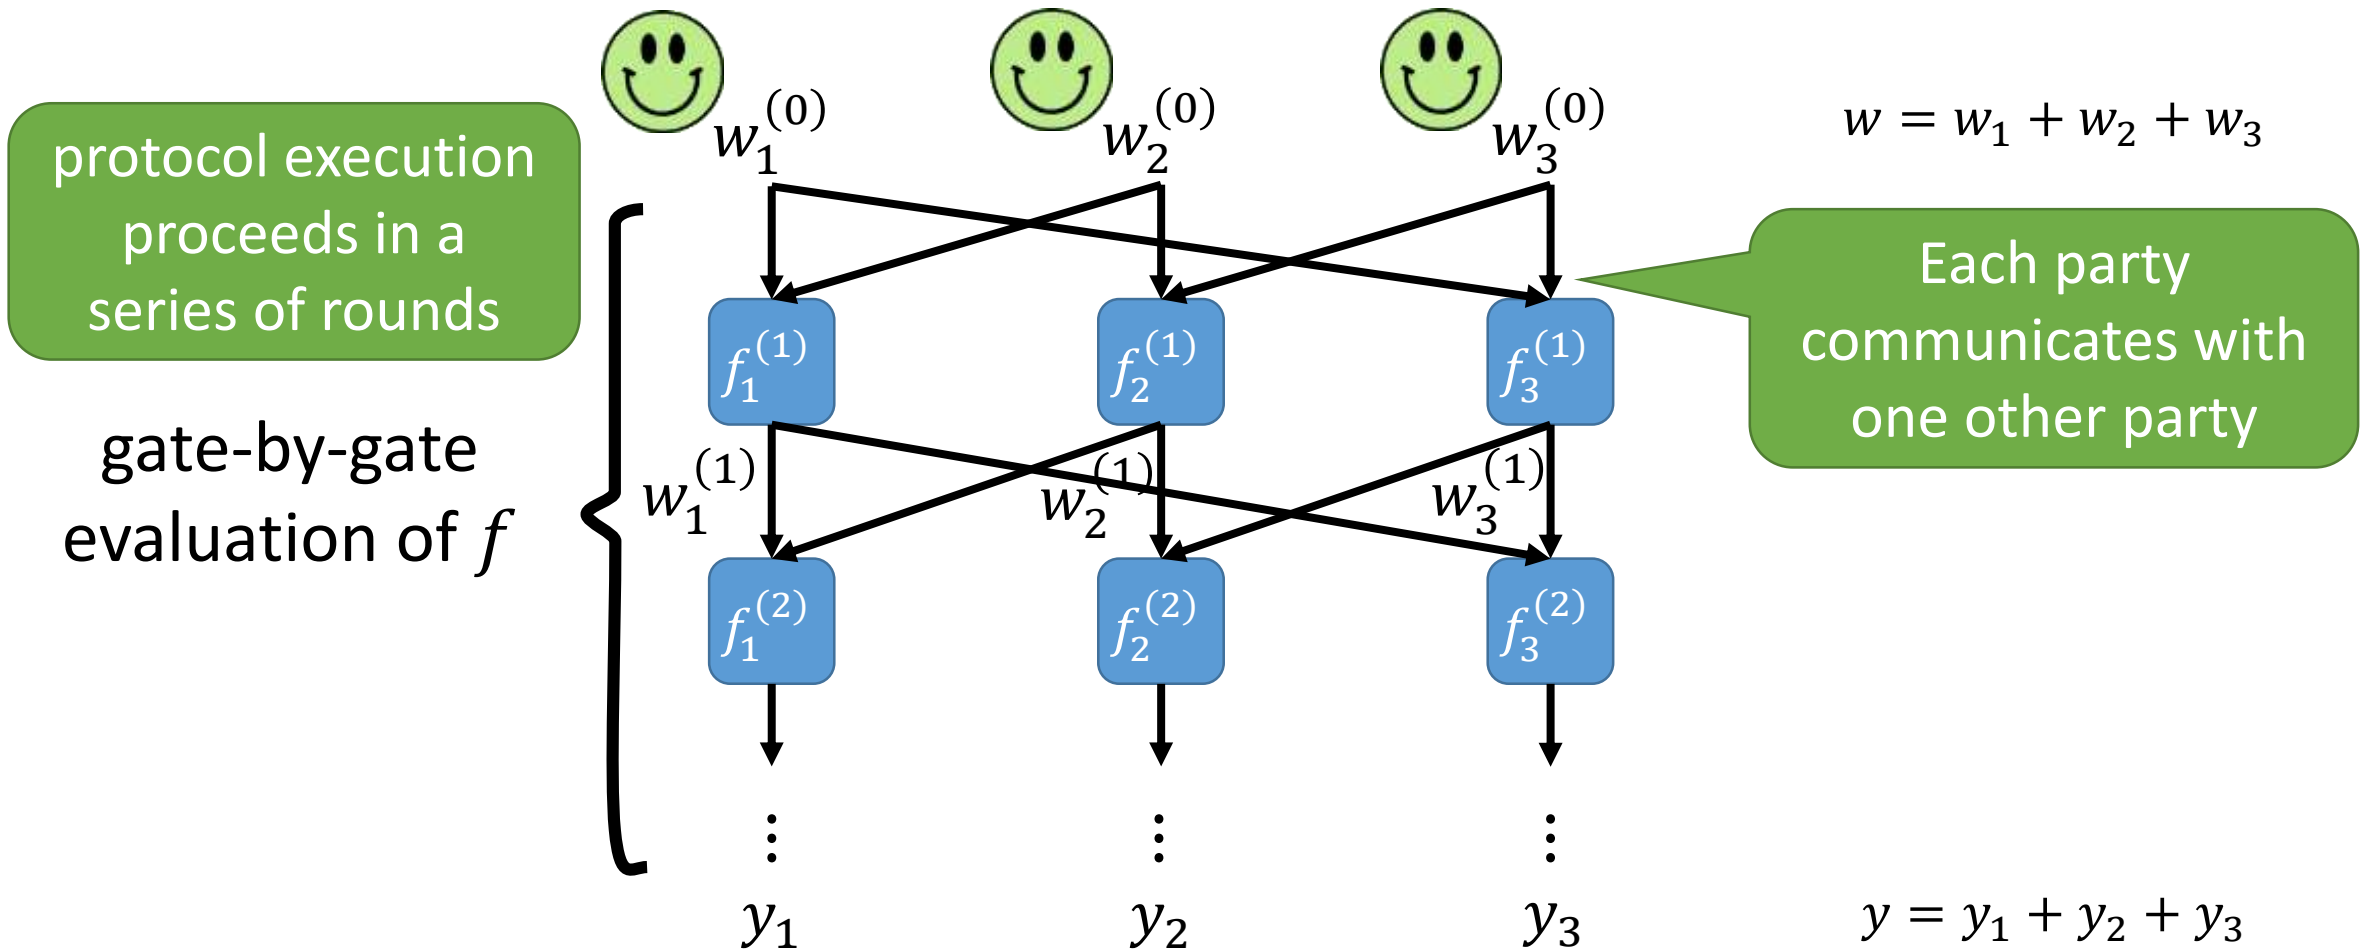 w₁⁽⁰⁾ w₂⁽⁰⁾ w₃⁽⁰⁾
w = w₁ + w₂ + w₃
protocol execution
proceeds in a
series of rounds
Each party
communicates with
one other party
f₁⁽¹⁾ f₂⁽¹⁾ f₃⁽¹⁾
gate-by-gate
evaluation of f
w₁⁽¹⁾ w₂⁽¹⁾ w₃⁽¹⁾
f₁⁽²⁾ f₂⁽²⁾ f₃⁽²⁾
⋮ ⋮ ⋮
y₁ y₂ y₃
y = y₁ + y₂ + y₃